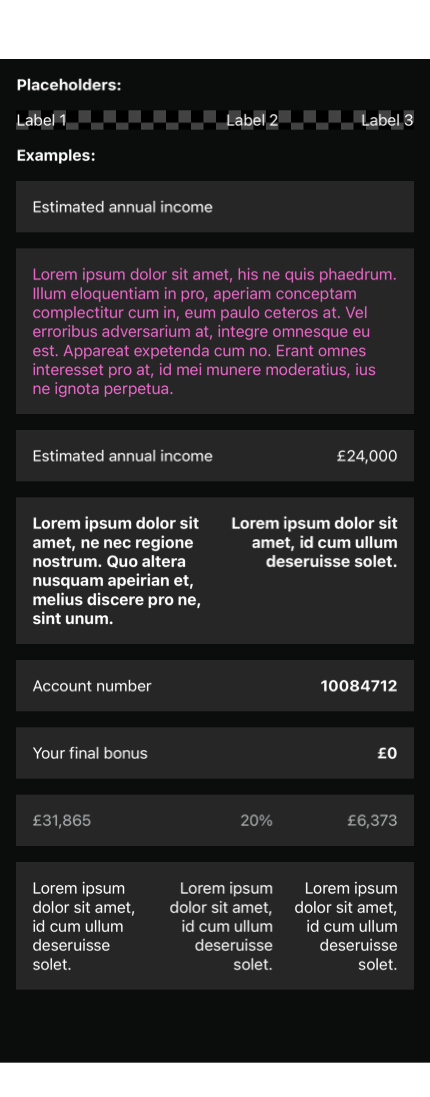 Placeholders:
Label 1 Label 2 Label 3
Examples:
Estimated annual income
Lorem ipsum dolor sit amet, his ne quis phaedrum.
Illum eloquentiam in pro, aperiam conceptam
complectitur cum in, eum paulo ceteros at. Vel
erroribus adversarium at, integre omnesque eu
est. Appareat expetenda cum no. Erant omnes
interesset pro at, id mei munere moderatius, ius
ne ignota perpetua.
Estimated annual income £24,000
Lorem ipsum dolor sit
amet, ne nec regione
nostrum. Quo altera
nusquam apeirian et,
melius discere pro ne,
sint unum.
Lorem ipsum dolor sit
amet, id cum ullum
deseruisse solet.
Account number 10084712
Your final bonus £0
£31,865 20% £6,373
Lorem ipsum
dolor sit amet,
id cum ullum
deseruisse
solet.
Lorem ipsum
dolor sit amet,
id cum ullum
deseruisse
solet.
Lorem ipsum
dolor sit amet,
id cum ullum
deseruisse
solet.